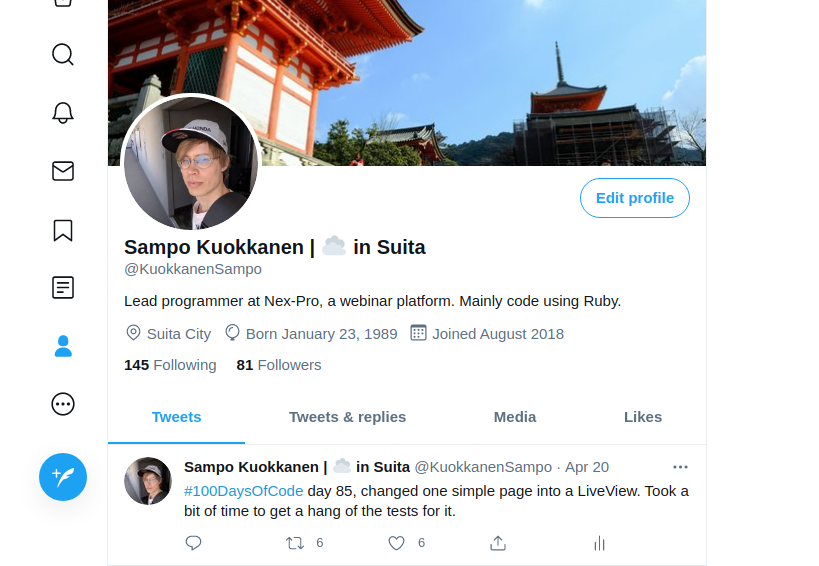 Edit profile
Sampo Kuokkanen | ☁️ in Suita
@KuokkanenSampo
Lead programmer at Nex-Pro, a webinar platform. Mainly code using Ruby.
Suita City Born January 23, 1989 Joined August 2018
145 Following 81 Followers
Tweets Tweets & replies Media Likes
Sampo Kuokkanen | ☁️ in Suita @KuokkanenSampo · Apr 20
#100DaysOfCode day 85, changed one simple page into a LiveView. Took a
bit of time to get a hang of the tests for it.
6 6